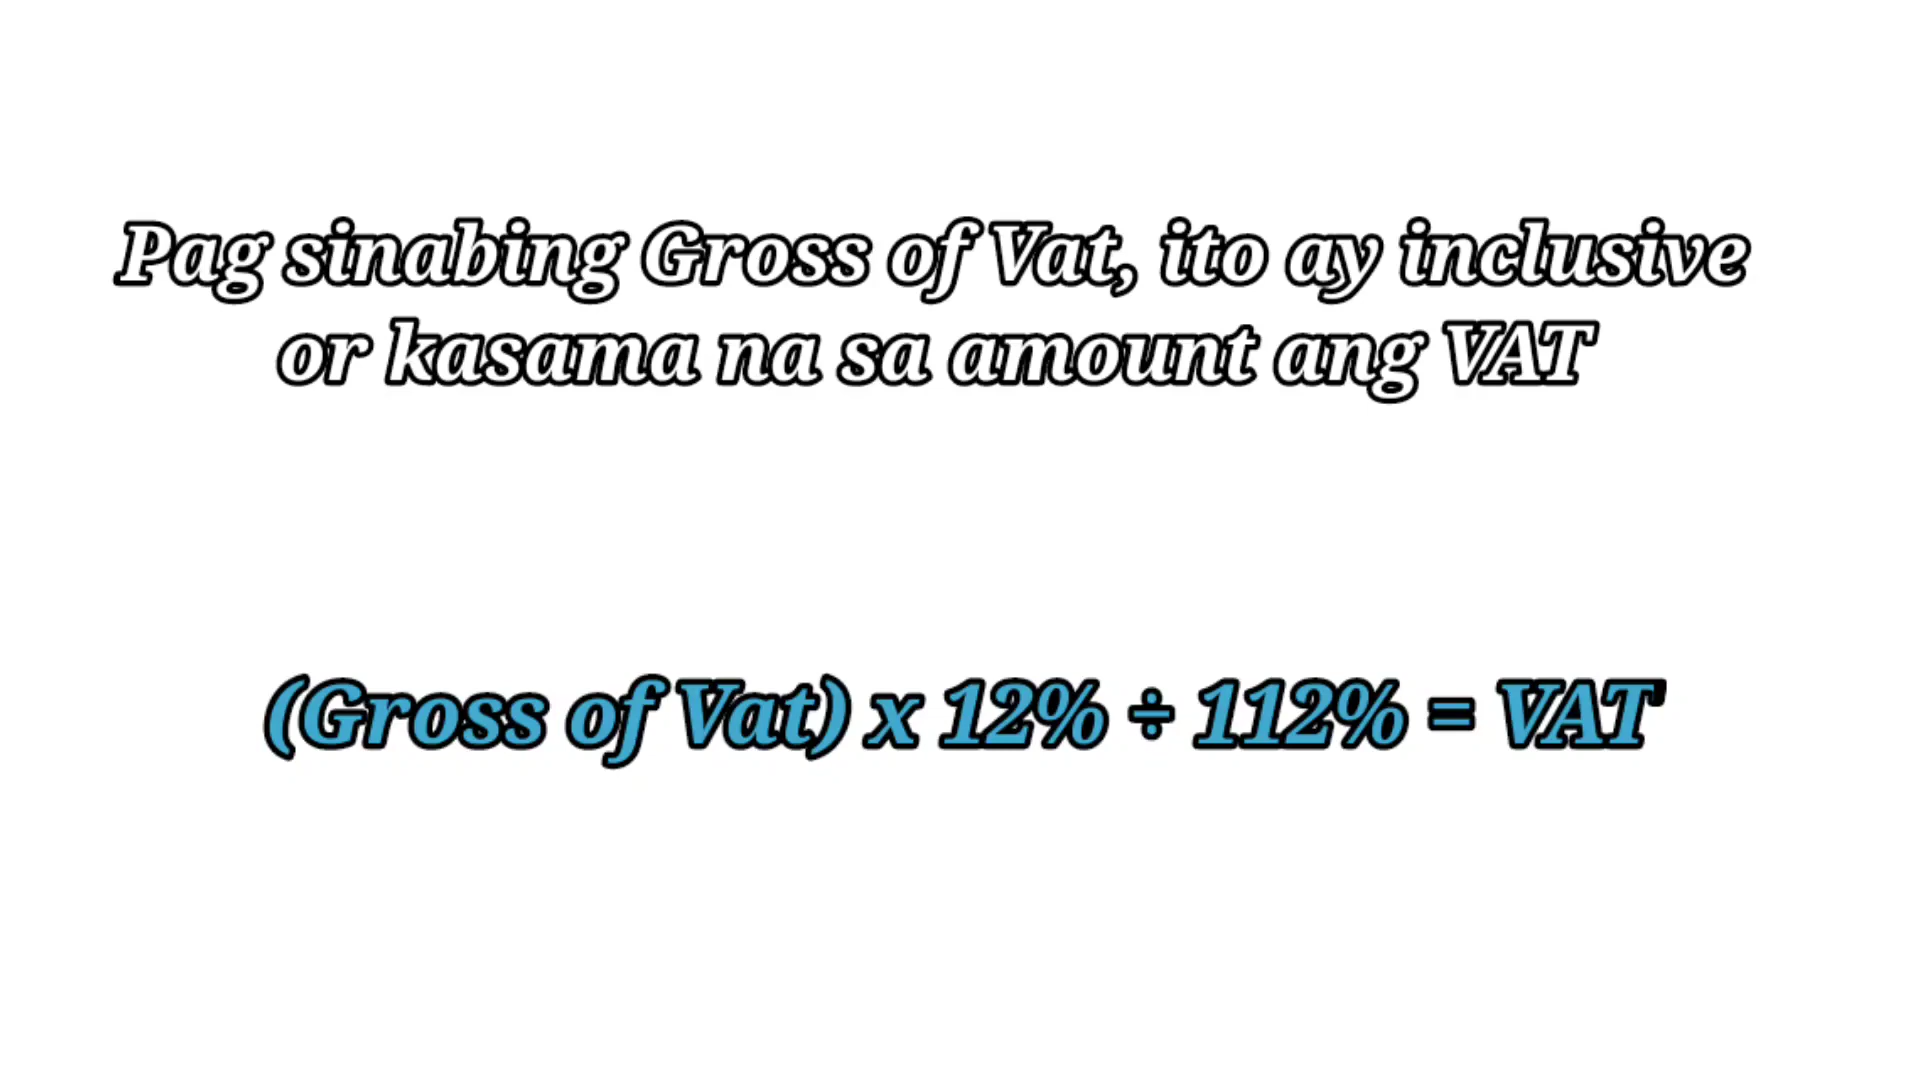 Pag sinabing Gross of Vat, ito ay inclusive
or kasama na sa amount ang VAT
(Gross of Vat) x 12% ÷ 112% = VAT